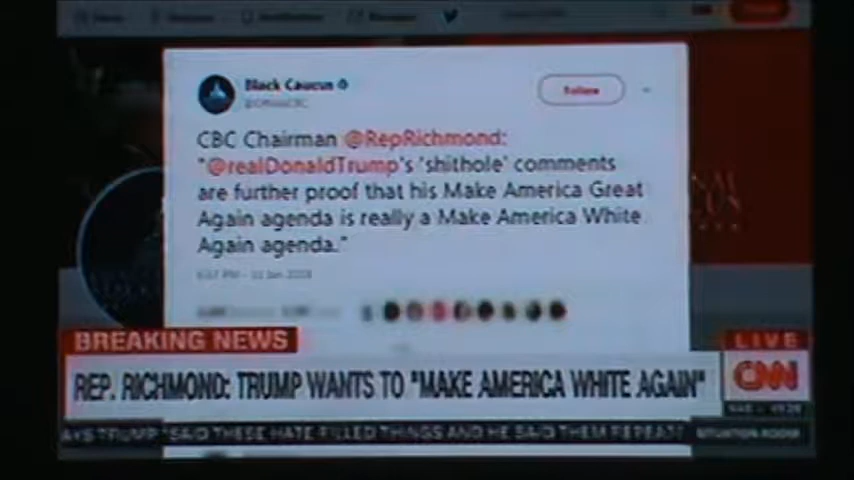 Black Caucus
Follow
CBC Chairman @RepRichmond:
"@realDonaldTrump's 'shithole' comments
are further proof that his Make America Great
Again agenda is really a Make America White
Again agenda."
BREAKING NEWS
LIVE
REP. RICHMOND: TRUMP WANTS TO "MAKE AMERICA WHITE AGAIN"
CNN
AYS TRUMP "SAID THESE HATE-FILLED THINGS AND HE SAID THEM REPEAT
SITUATION ROOM